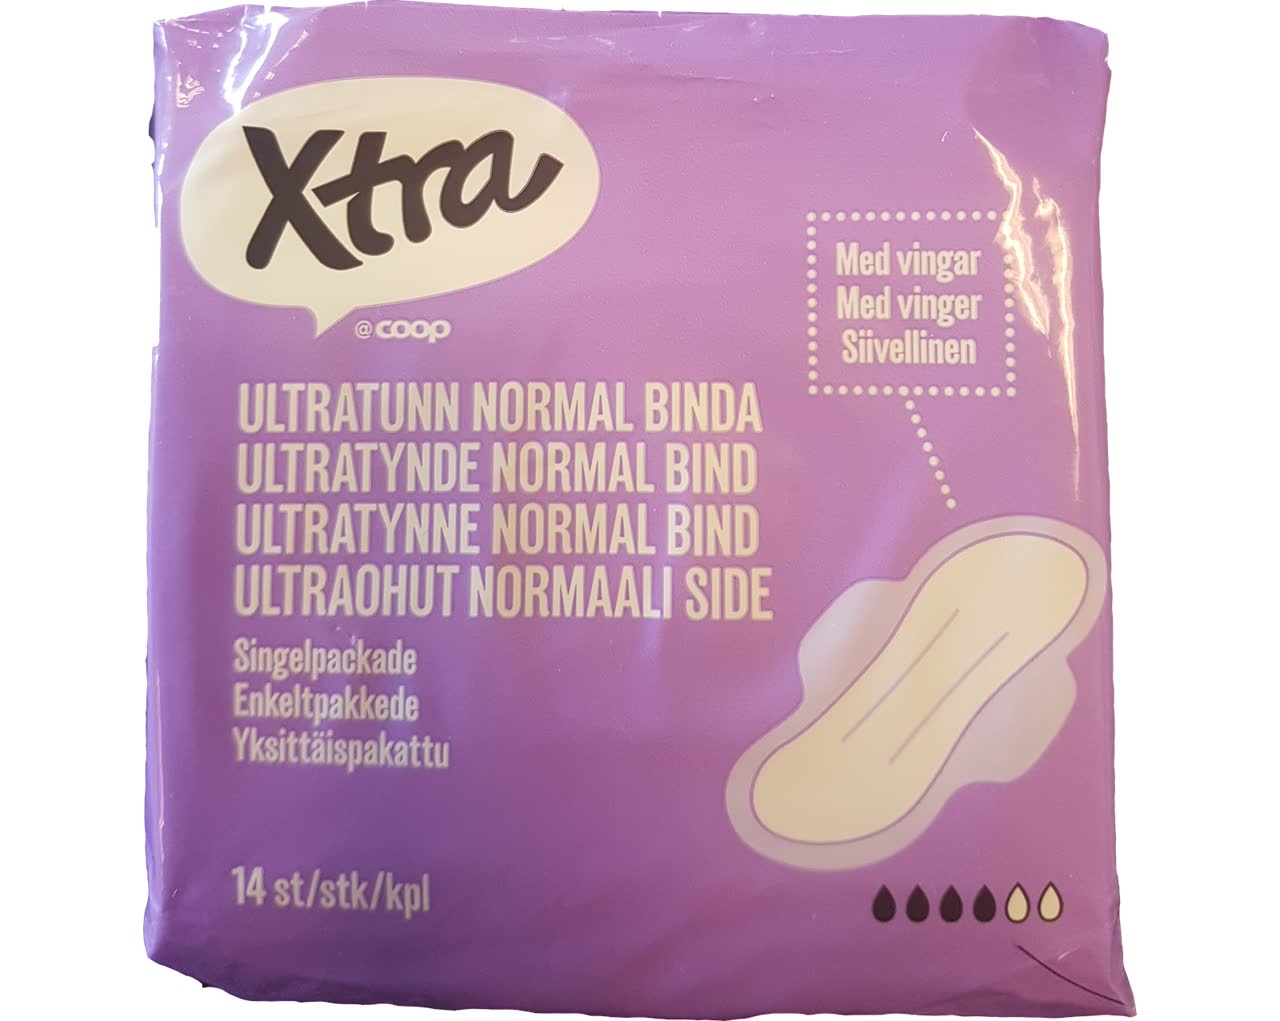 Xtra
@coop
Med vingar
Med vinger
Siivellinen
ULTRATUNN NORMAL BINDA
ULTRATYNDE NORMAL BIND
ULTRATYNNE NORMAL BIND
ULTRAOHUT NORMAALI SIDE
Singelpackade
Enkeltpakkede
Yksittäispakattu
14 st/stk/kpl